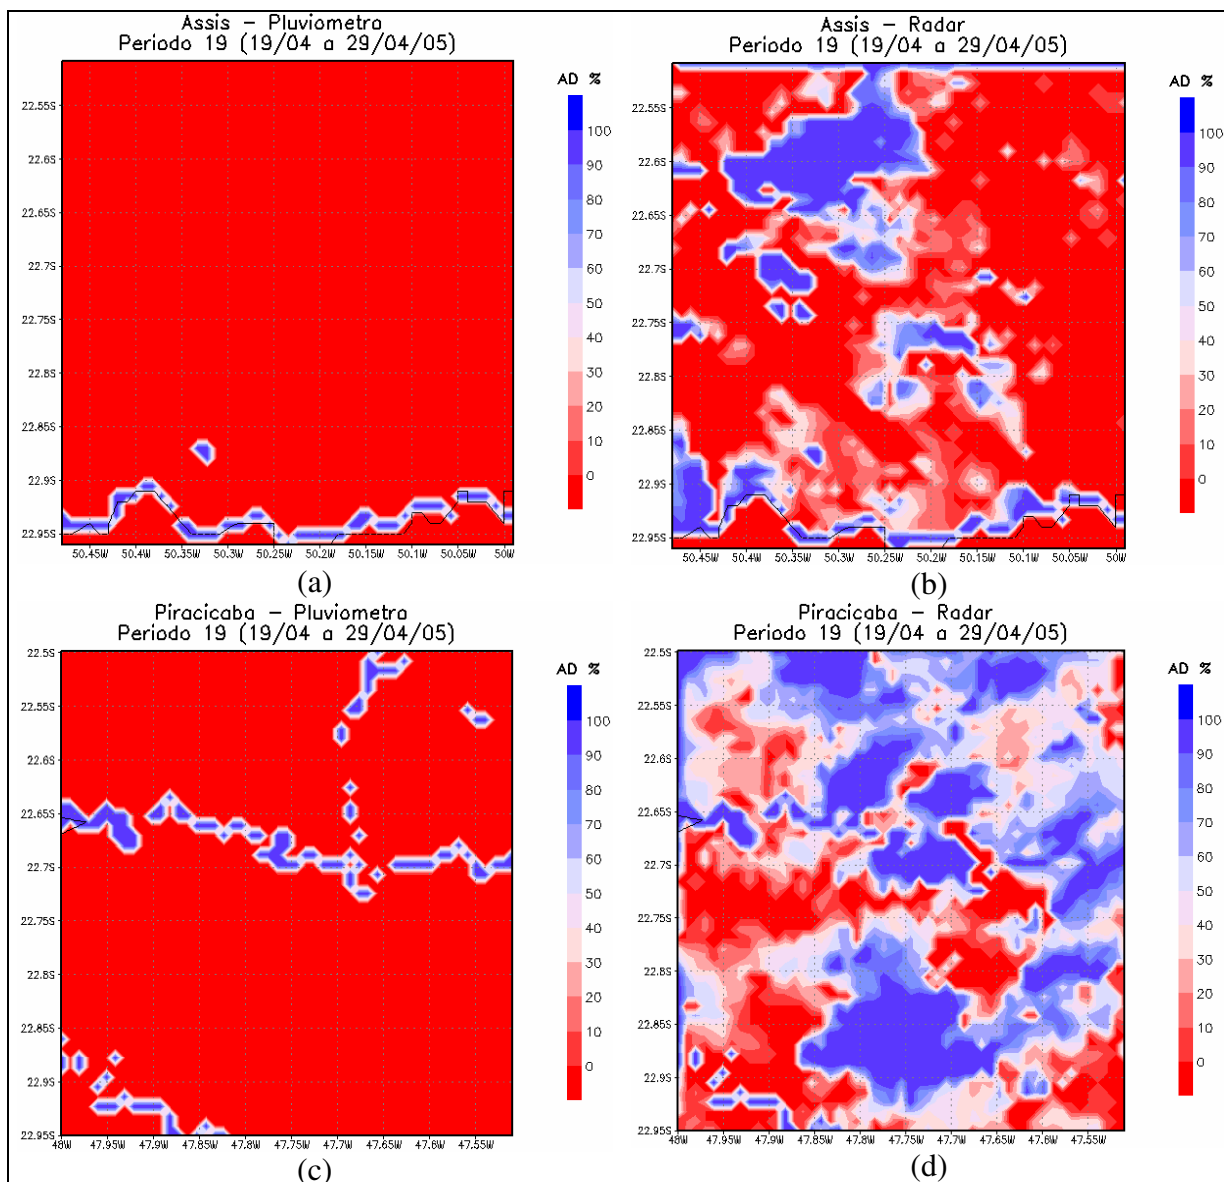 Assis - Pluviometro
Periodo 19 (19/04 a 29/04/05)
AD %
100
90
80
70
60
50
40
30
20
10
0
22.55S
22.6S
22.65S
22.7S
22.75S
22.8S
22.85S
22.9S
22.95S
50.45W 50.4W 50.35W 50.3W 50.25W 50.2W 50.15W 50.1W 50.05W 50W
(a)
Assis - Radar
Periodo 19 (19/04 a 29/04/05)
AD %
100
90
80
70
60
50
40
30
20
10
0
22.55S
22.6S
22.65S
22.7S
22.75S
22.8S
22.85S
22.9S
22.95S
50.45W 50.4W 50.35W 50.3W 50.25W 50.2W 50.15W 50.1W 50.05W 50W
(b)
Piracicaba - Pluviometro
Periodo 19 (19/04 a 29/04/05)
AD %
100
90
80
70
60
50
40
30
20
10
0
22.5S
22.55S
22.6S
22.65S
22.7S
22.75S
22.8S
22.85S
22.9S
22.95S
48W 47.95W 47.9W 47.85W 47.8W 47.75W 47.7W 47.65W 47.6W 47.55W
(c)
Piracicaba - Radar
Periodo 19 (19/04 a 29/04/05)
AD %
100
90
80
70
60
50
40
30
20
10
0
22.5S
22.55S
22.6S
22.65S
22.7S
22.75S
22.8S
22.85S
22.9S
22.95S
48W 47.95W 47.9W 47.85W 47.8W 47.75W 47.7W 47.65W 47.6W 47.55W
(d)